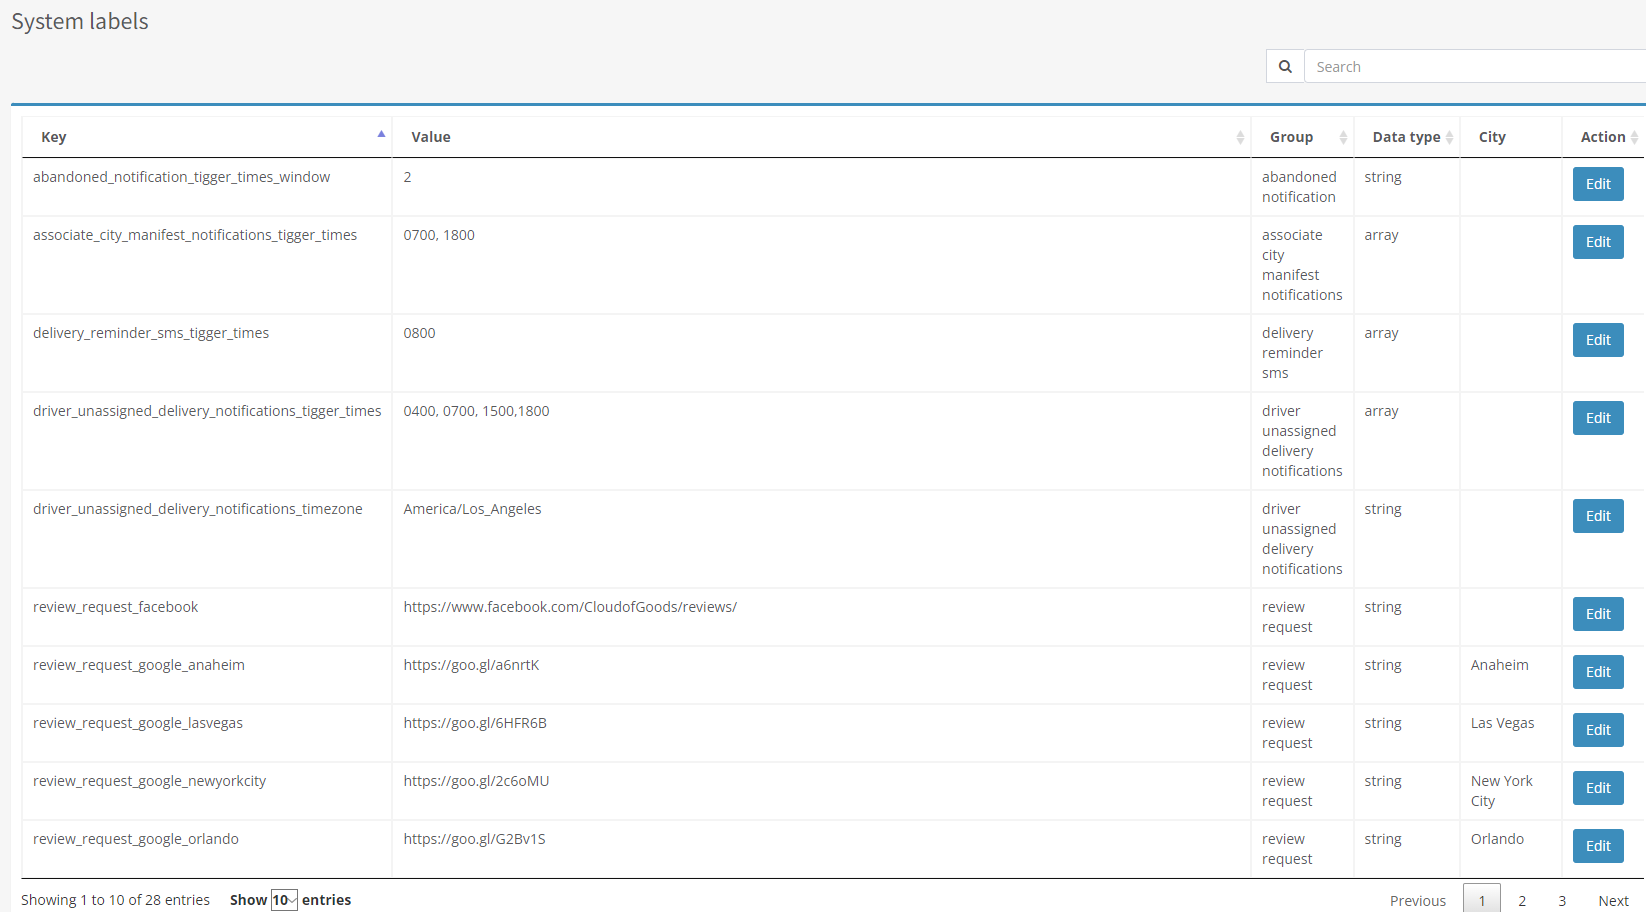 System labels
Search
Key Value Group Data type City Action
abandoned_notification_tigger_times_window 2 abandoned string Edit
notification
associate_city_manifest_notifications_tigger_times 0700, 1800 associate array Edit
city
manifest
notifications
delivery_reminder_sms_tigger_times 0800 delivery array Edit
reminder
sms
driver_unassigned_delivery_notifications_tigger_times 0400, 0700, 1500,1800 driver array Edit
unassigned
delivery
notifications
driver_unassigned_delivery_notifications_timezone America/Los_Angeles driver string Edit
unassigned
delivery
notifications
review_request_facebook https://www.facebook.com/CloudofGoods/reviews/ review string Edit
request
review_request_google_anaheim https://goo.gl/a6nrtK review string Anaheim Edit
request
review_request_google_lasvegas https://goo.gl/6HFR6B review string Las Vegas Edit
request
review_request_google_newyorkcity https://goo.gl/2c6oMU review string New York Edit
request City
review_request_google_orlando https://goo.gl/G2Bv1S review string Orlando Edit
request
Showing 1 to 10 of 28 entries Show 10 entries Previous 1 2 3 Next